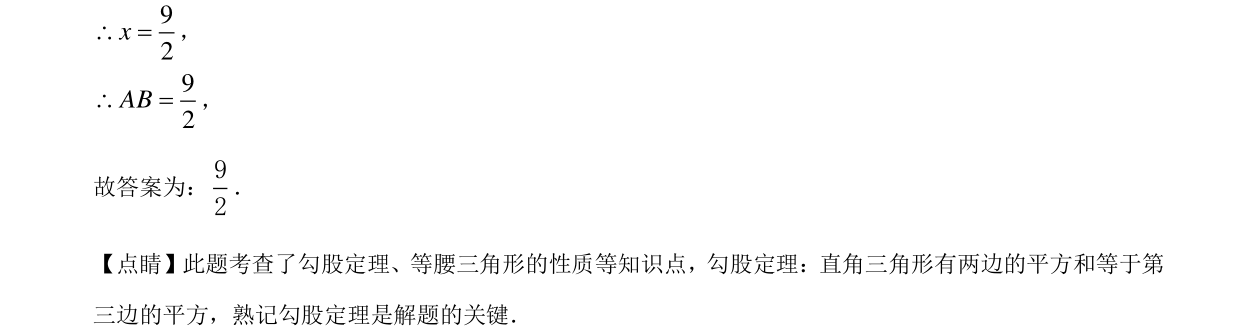 ∴ x = 9/2 ,
∴ AB = 9/2 ,
故答案为：9/2 .
【点睛】此题考查了勾股定理、等腰三角形的性质等知识点，勾股定理：直角三角形有两边的平方和等于第
三边的平方，熟记勾股定理是解题的关键．